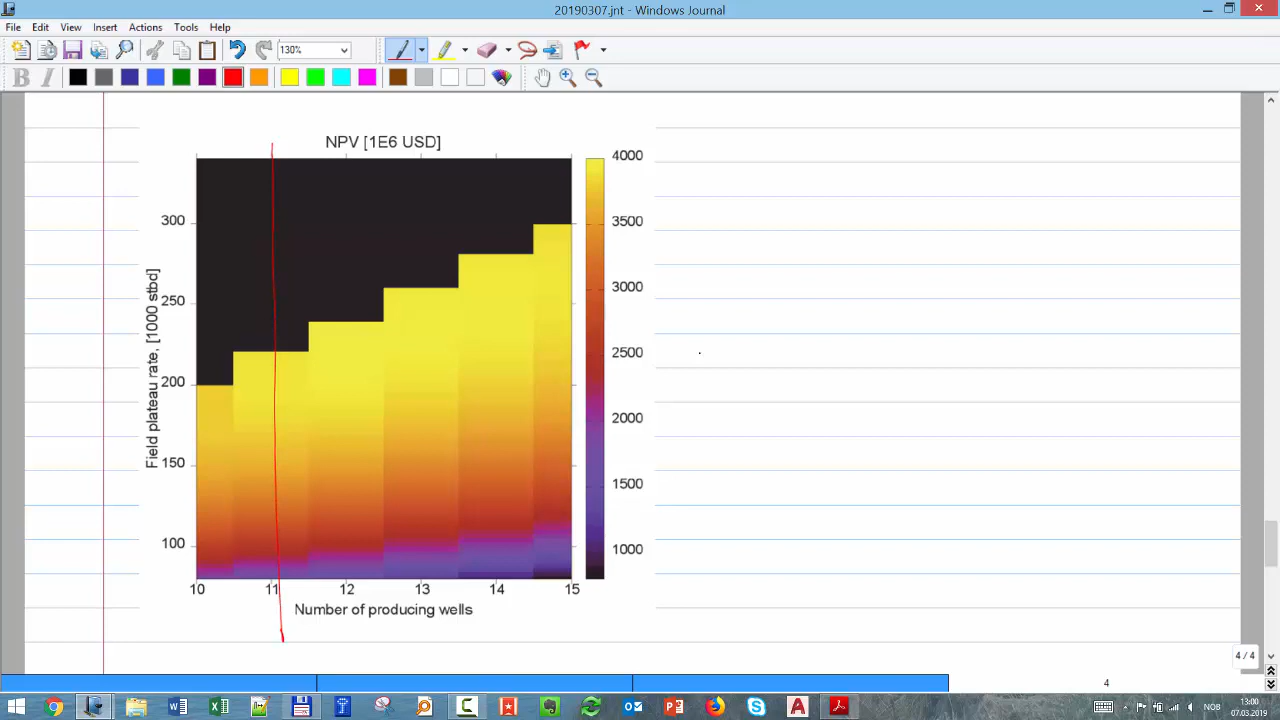 20190307.jnt - Windows Journal
File Edit View Insert Actions Tools Help
130%
B I
NPV [1E6 USD]
4000
3500
3000
2500
2000
1500
1000
Field plateau rate, [1000 stbd]
300
250
200
150
100
10 11 12 13 14 15
Number of producing wells
4 / 4
4
NOB
13:00
07.03.2019